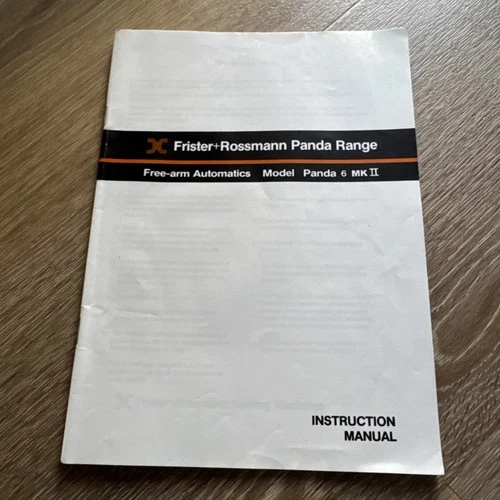 Frister+Rossmann Panda Range
Free-arm Automatics Model Panda 6 MK II
INSTRUCTION
MANUAL